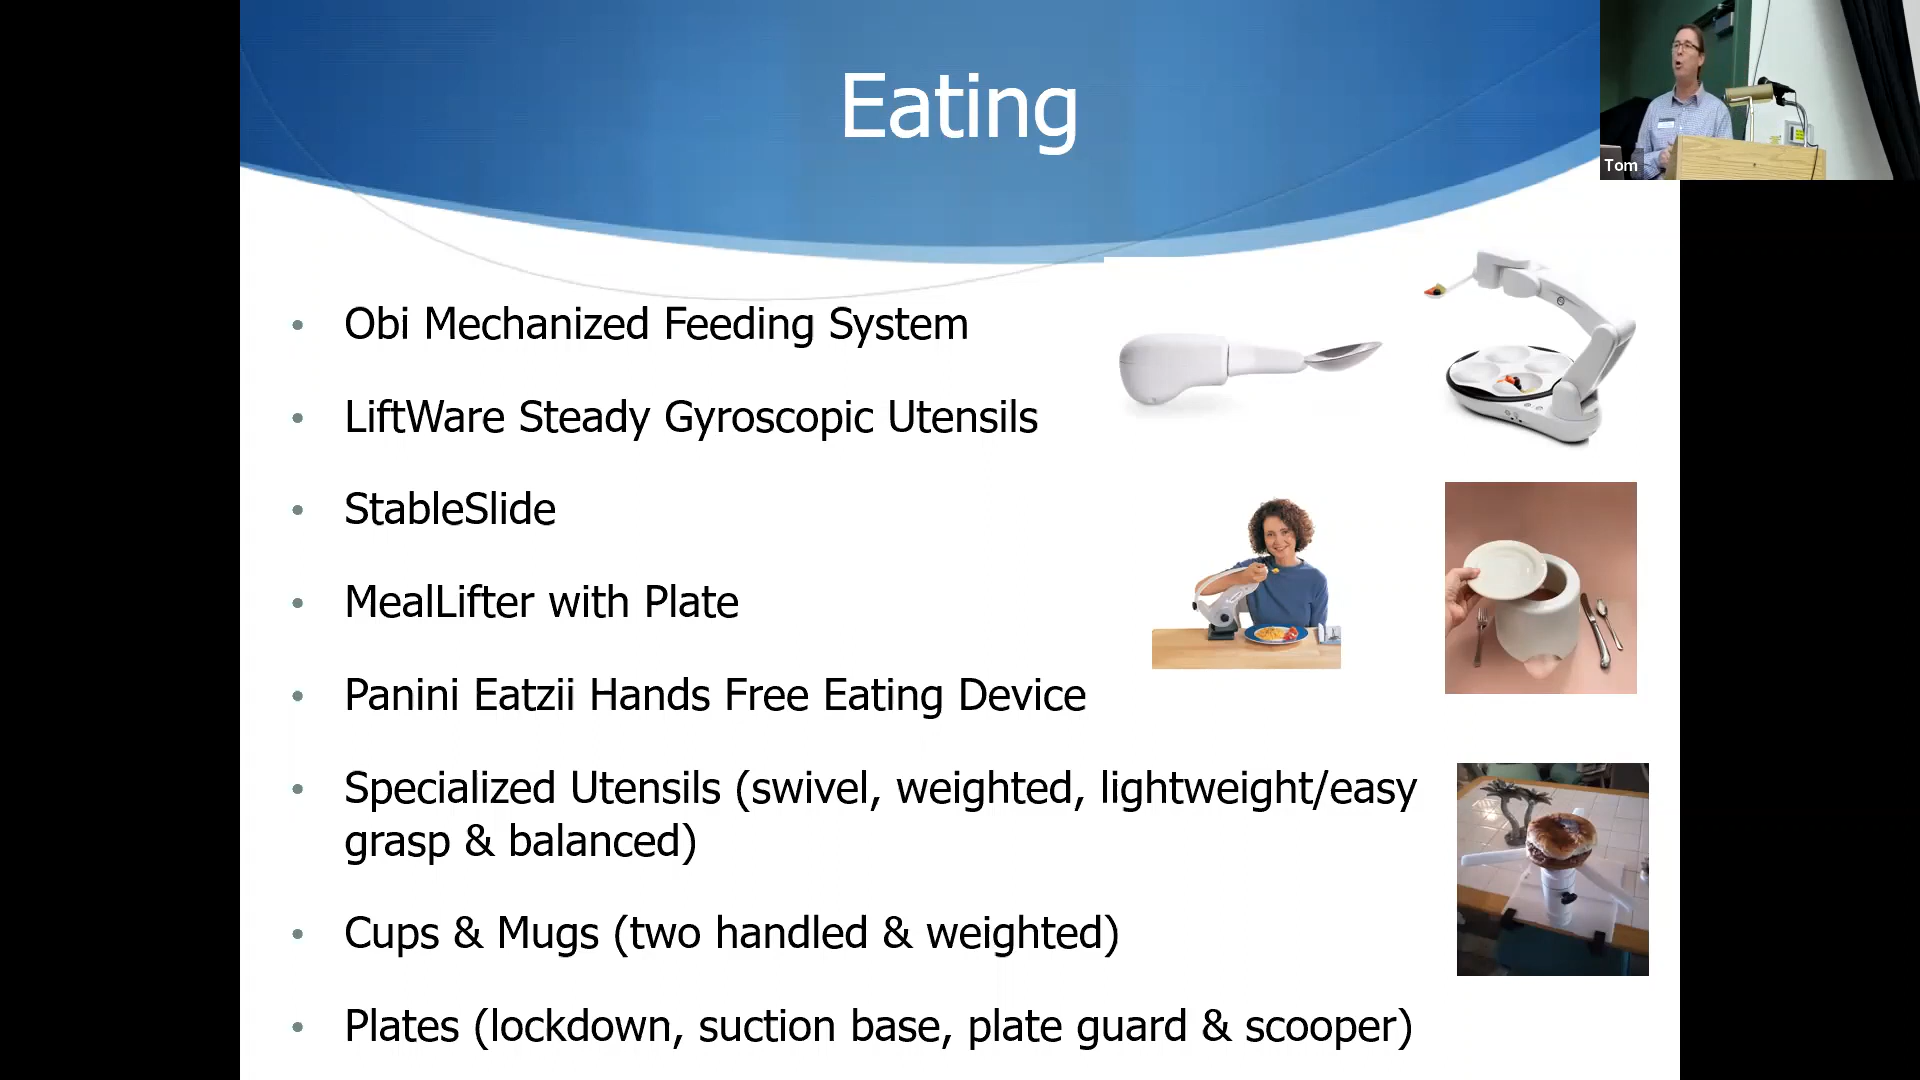 Eating
Tom
• Obi Mechanized Feeding System
• LiftWare Steady Gyroscopic Utensils
• StableSlide
• MealLifter with Plate
• Panini Eatzii Hands Free Eating Device
• Specialized Utensils (swivel, weighted, lightweight/easy
grasp & balanced)
• Cups & Mugs (two handled & weighted)
• Plates (lockdown, suction base, plate guard & scooper)